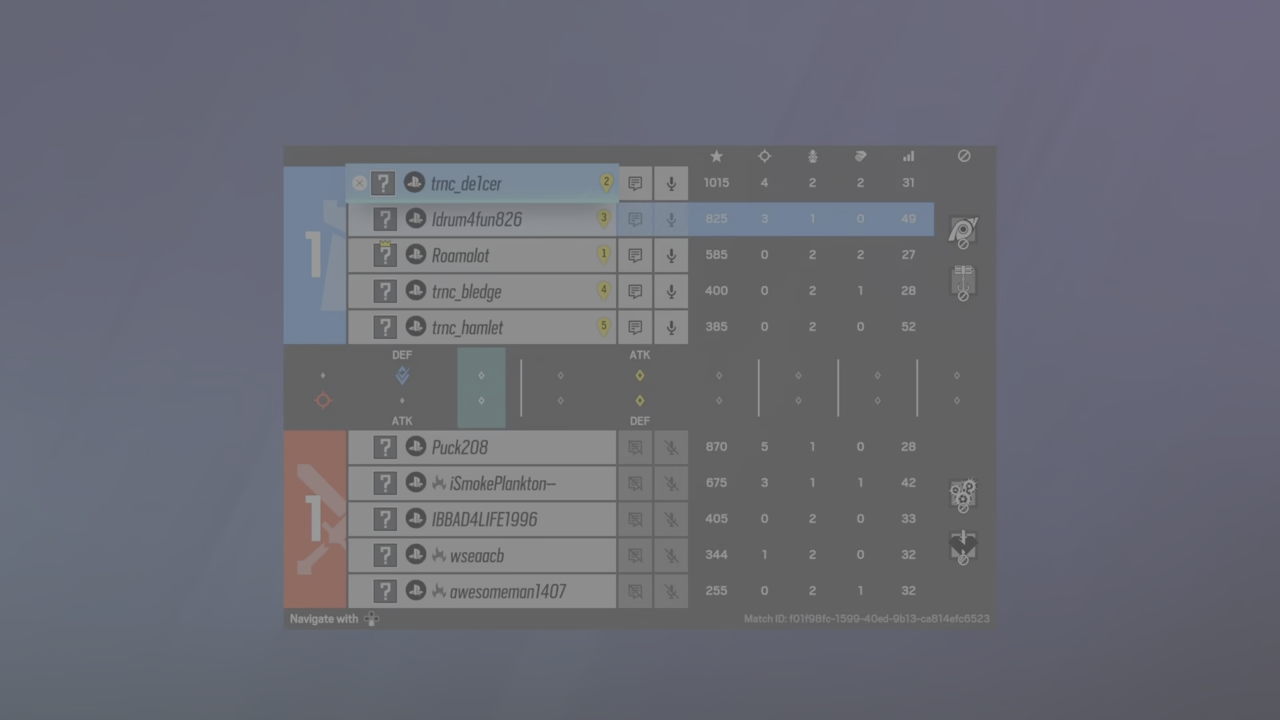 ? trnc_de1cer 2 1015 4 2 2 31
? ldrum4fun826 3 825 3 1 0 49
1
? Roamalot 1 585 0 2 2 27
? trnc_bledge 4 400 0 2 1 28
? trnc_hamlet 5 385 0 2 0 52
DEF ATK
ATK DEF
? Puck208 870 5 1 0 28
? iSmokePlankton-- 675 3 1 1 42
1
? IBBAD4LIFE1996 405 0 2 0 33
? wseaacb 344 1 2 0 32
? awesomeman1407 255 0 2 1 32
Navigate with Match ID: f01f98fc-1599-40ed-9b13-ca814efc6523